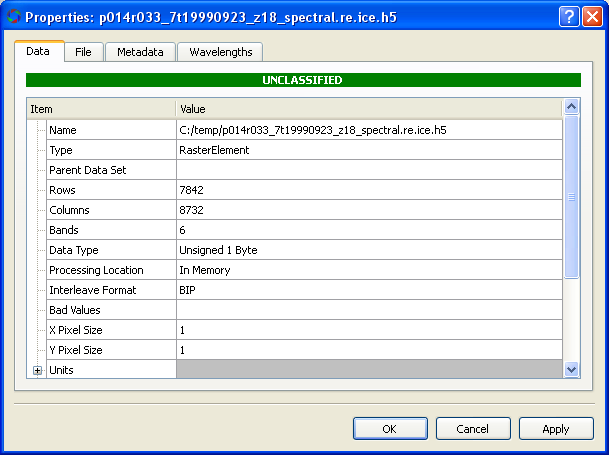 Properties: p014r033_7t19990923_z18_spectral.re.ice.h5
Data File Metadata Wavelengths
UNCLASSIFIED
Item Value
Name C:/temp/p014r033_7t19990923_z18_spectral.re.ice.h5
Type RasterElement
Parent Data Set
Rows 7842
Columns 8732
Bands 6
Data Type Unsigned 1 Byte
Processing Location In Memory
Interleave Format BIP
Bad Values
X Pixel Size 1
Y Pixel Size 1
Units
OK Cancel Apply